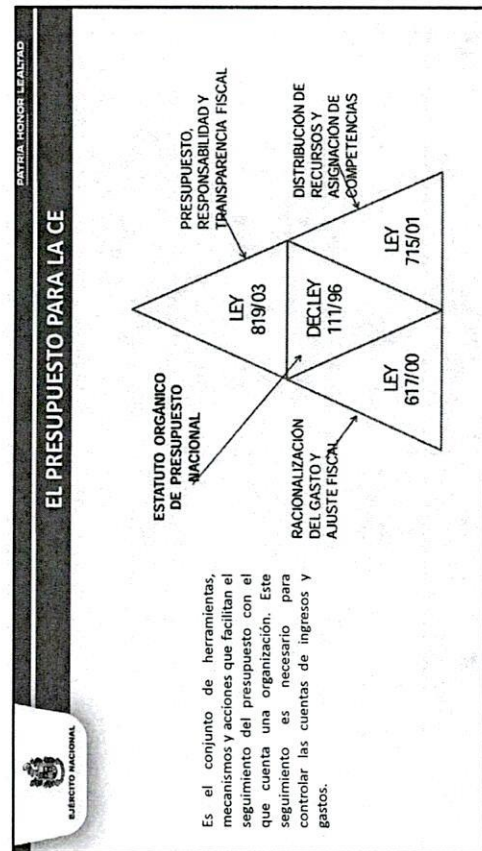 PATRIA HONOR LEALTAD
EJÉRCITO NACIONAL
EL PRESUPUESTO PARA LA CE
Es el conjunto de herramientas,
mecanismos y acciones que facilitan el
seguimiento del presupuesto con el
que cuenta una organización. Este
seguimiento es necesario para
controlar las cuentas de ingresos y
gastos.
ESTATUTO ORGÁNICO
DE PRESUPUESTO
NACIONAL
PRESUPUESTO,
RESPONSABILIDAD Y
TRANSPARENCIA FISCAL
LEY
819/03
DEC.LEY
111/96
RACIONALIZACIÓN
DEL GASTO Y
AJUSTE FISCAL
LEY
617/00
LEY
715/01
DISTRIBUCIÓN DE
RECURSOS Y
ASIGNACIÓN DE
COMPETENCIAS